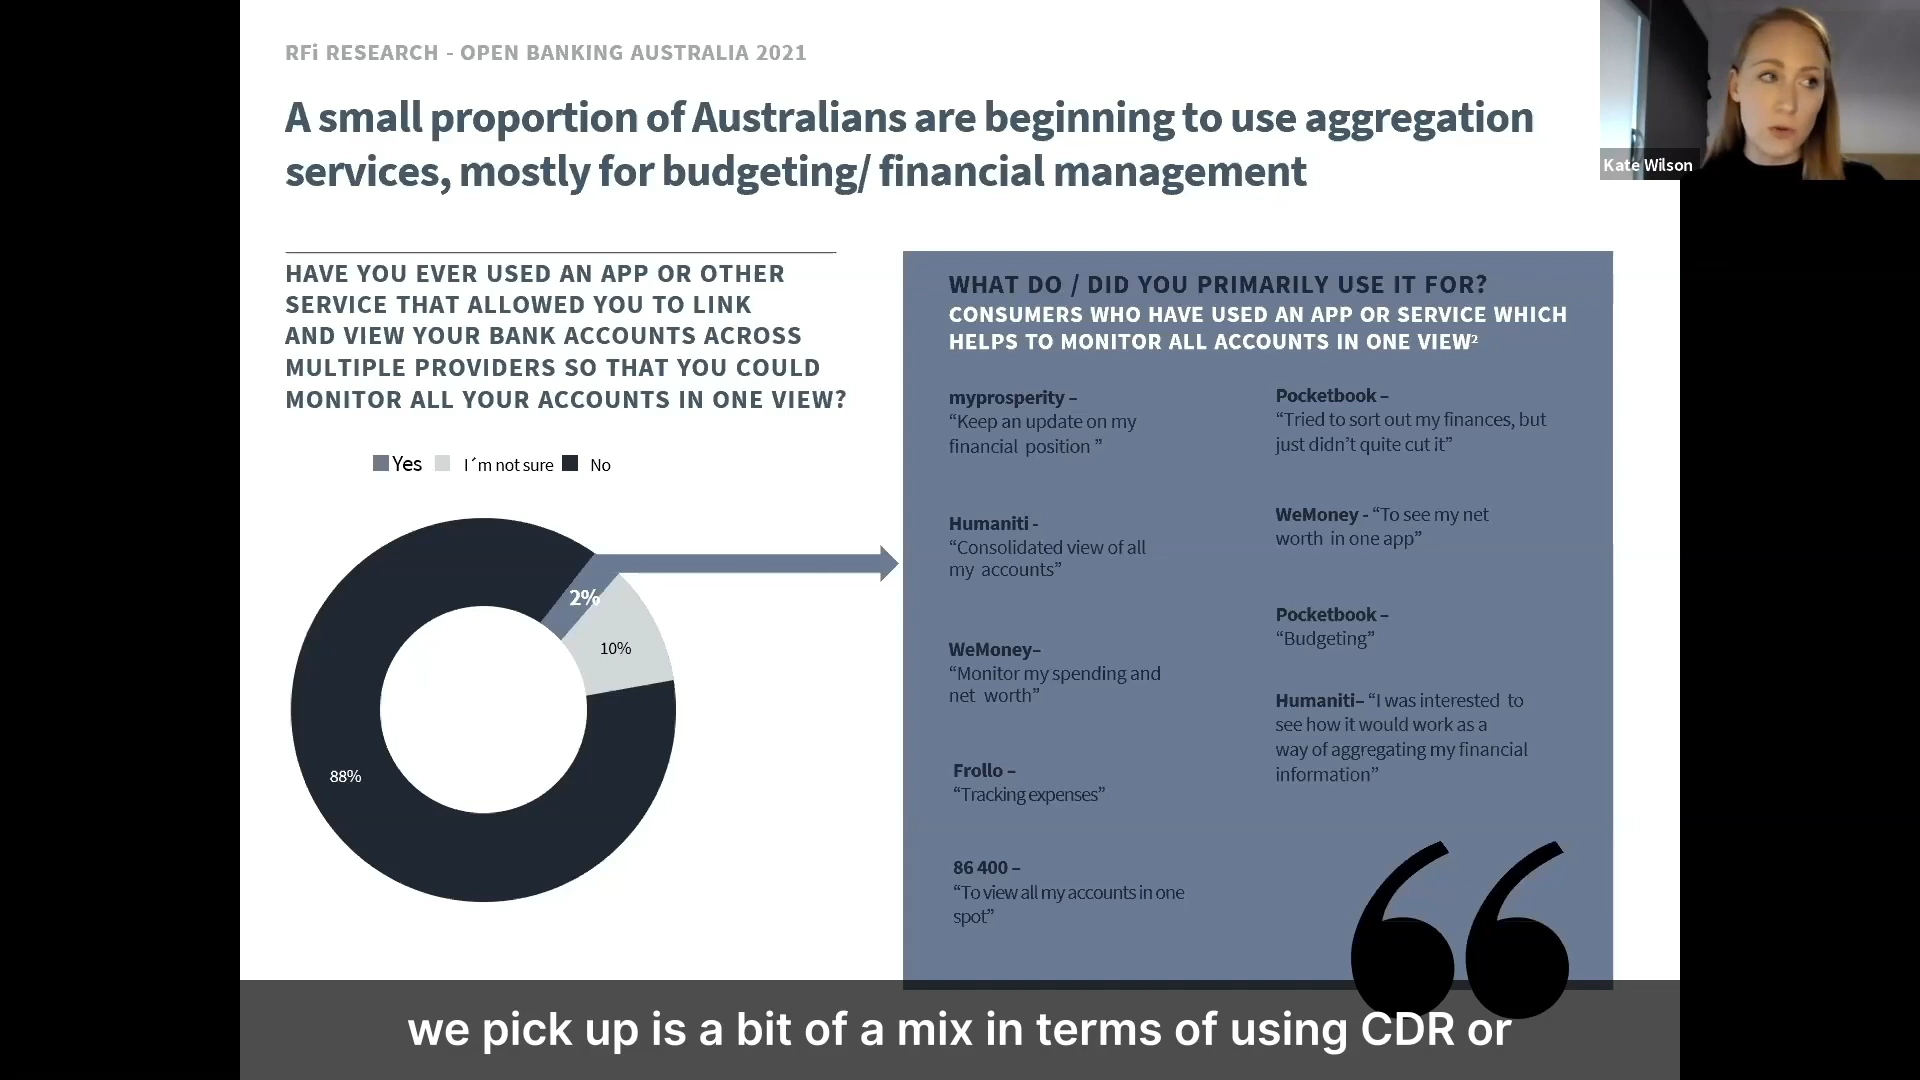 RFi RESEARCH - OPEN BANKING AUSTRALIA 2021
A small proportion of Australians are beginning to use aggregation
services, mostly for budgeting/ financial management
Kate Wilson
HAVE YOU EVER USED AN APP OR OTHER
SERVICE THAT ALLOWED YOU TO LINK
AND VIEW YOUR BANK ACCOUNTS ACROSS
MULTIPLE PROVIDERS SO THAT YOU COULD
MONITOR ALL YOUR ACCOUNTS IN ONE VIEW?
Yes I´m not sure No
2%
10%
88%
WHAT DO / DID YOU PRIMARILY USE IT FOR?
CONSUMERS WHO HAVE USED AN APP OR SERVICE WHICH
HELPS TO MONITOR ALL ACCOUNTS IN ONE VIEW²
myprosperity –
“Keep an update on my
financial position ”
Humaniti -
“Consolidated view of all
my accounts”
WeMoney–
“Monitor my spending and
net worth”
Frollo –
“Tracking expenses”
86 400 –
“To view all my accounts in one
spot”
Pocketbook –
“Tried to sort out my finances, but
just didn’t quite cut it”
WeMoney - “To see my net
worth in one app”
Pocketbook –
“Budgeting”
Humaniti– “I was interested to
see how it would work as a
way of aggregating my financial
information”
“
we pick up is a bit of a mix in terms of using CDR or